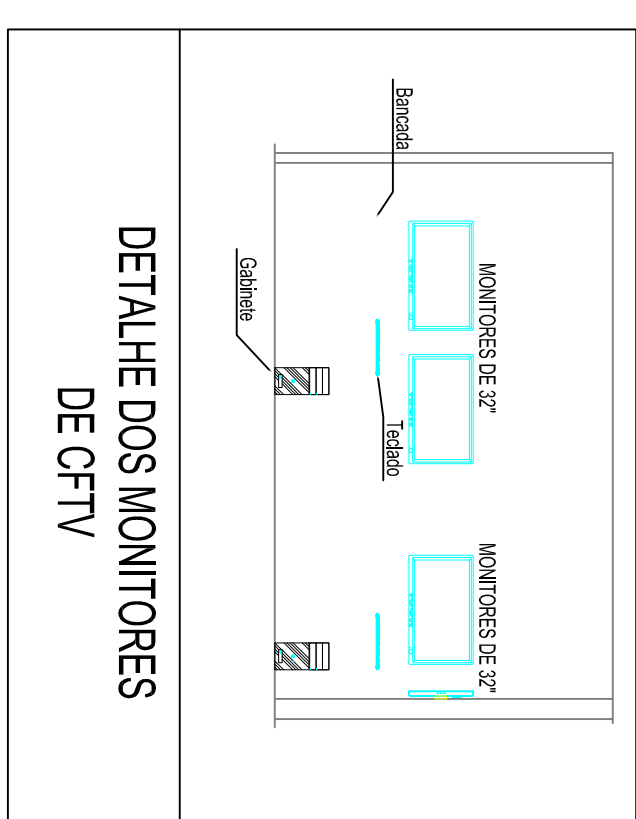 MONITORES DE 32"
MONITORES DE 32"
Bancada
Teclado
Gabinete
DETALHE DOS MONITORES
DE CFTV